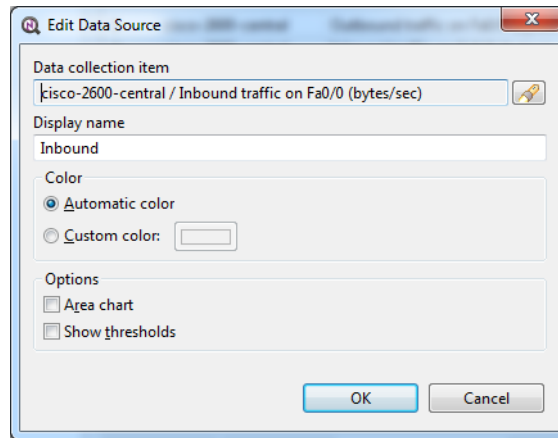 Edit Data Source
Data collection item
cisco-2600-central / Inbound traffic on Fa0/0 (bytes/sec)
Display name
Inbound
Color
Automatic color
Custom color:
Options
Area chart
Show thresholds
OK Cancel